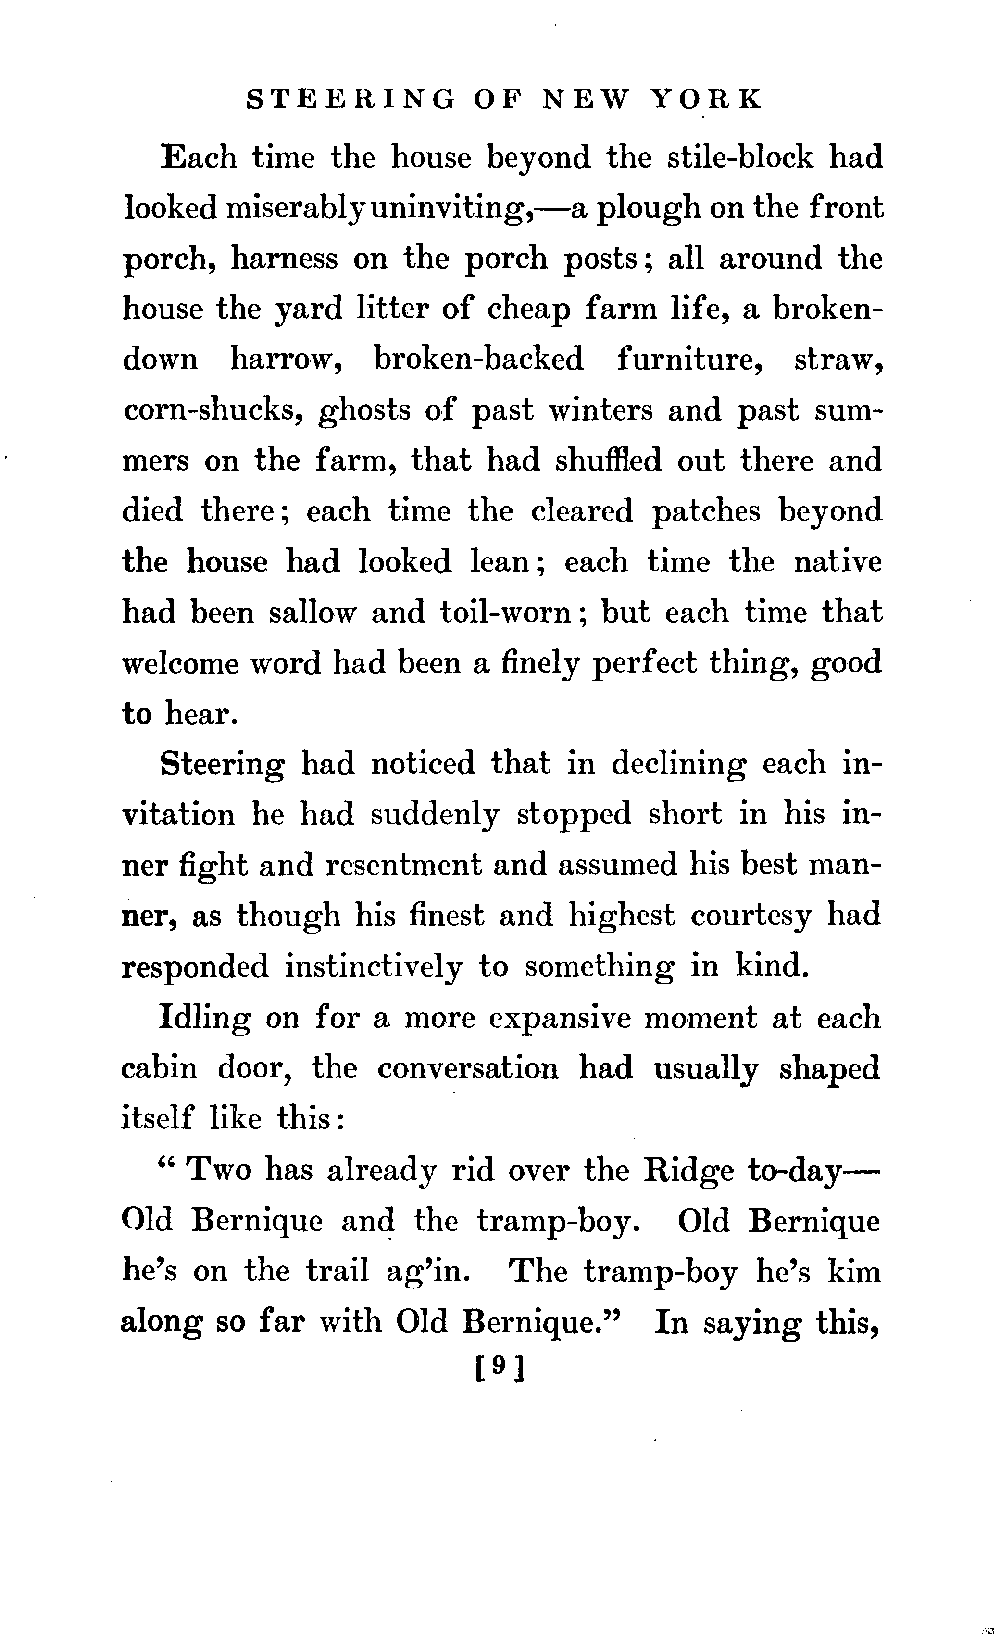 STEERING OF NEW YORK
Each time the house beyond the stile-block had
looked miserably uninviting,—a plough on the front
porch, harness on the porch posts; all around the
house the yard litter of cheap farm life, a broken-
down harrow, broken-backed furniture, straw,
corn-shucks, ghosts of past winters and past sum-
mers on the farm, that had shuffled out there and
died there; each time the cleared patches beyond
the house had looked lean; each time the native
had been sallow and toil-worn; but each time that
welcome word had been a finely perfect thing, good
to hear.
Steering had noticed that in declining each in-
vitation he had suddenly stopped short in his in-
ner fight and resentment and assumed his best man-
ner, as though his finest and highest courtesy had
responded instinctively to something in kind.
Idling on for a more expansive moment at each
cabin door, the conversation had usually shaped
itself like this:
“Two has already rid over the Ridge to-day—
Old Bernique and the tramp-boy. Old Bernique
he’s on the trail ag’in. The tramp-boy he’s kim
along so far with Old Bernique.” In saying this,
[9]